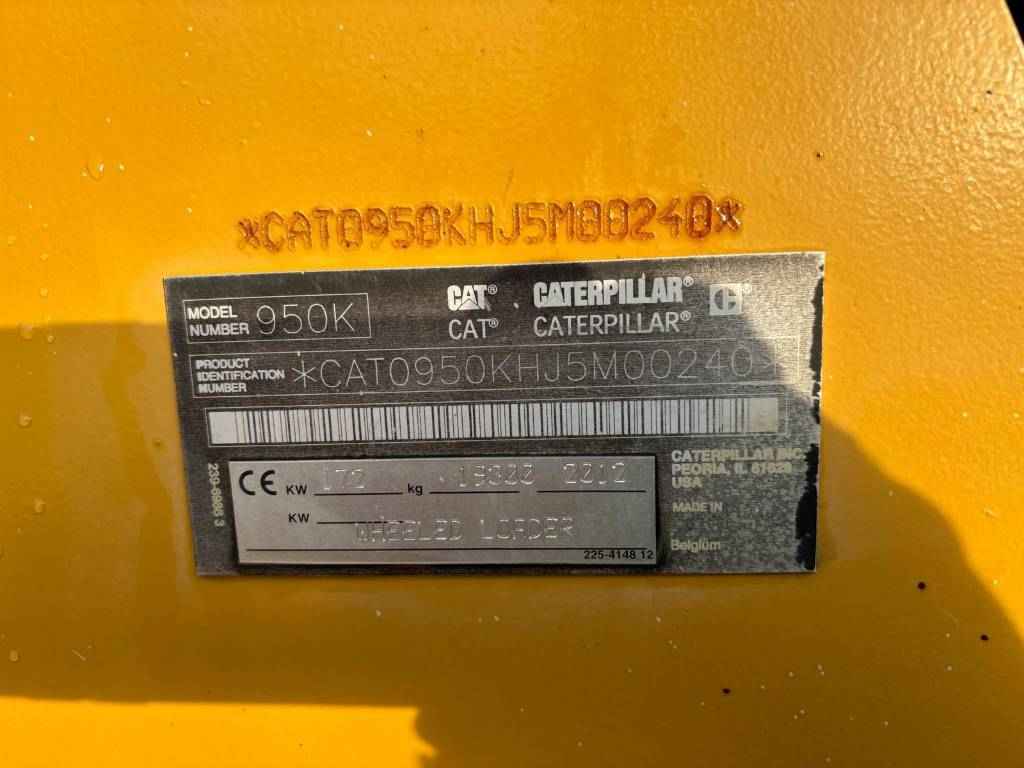 *CAT0950KHJ5M00240*
MODEL NUMBER 950K
CAT® CATERPILLAR® C®
CAT® CATERPILLAR®
PRODUCT IDENTIFICATION NUMBER *CAT0950KHJ5M00240*
CATERPILLAR INC.
PEORIA, IL 61629
USA
MADE IN
Belgium
CE KW 172 kg 19300 2012
KW
WHEELED LOADER
225-4148 12